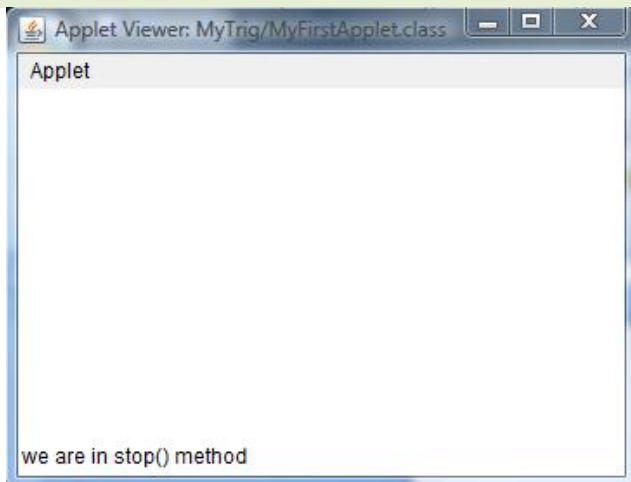 Applet Viewer: MyTrig/MyFirstApplet.class
Applet
we are in stop() method